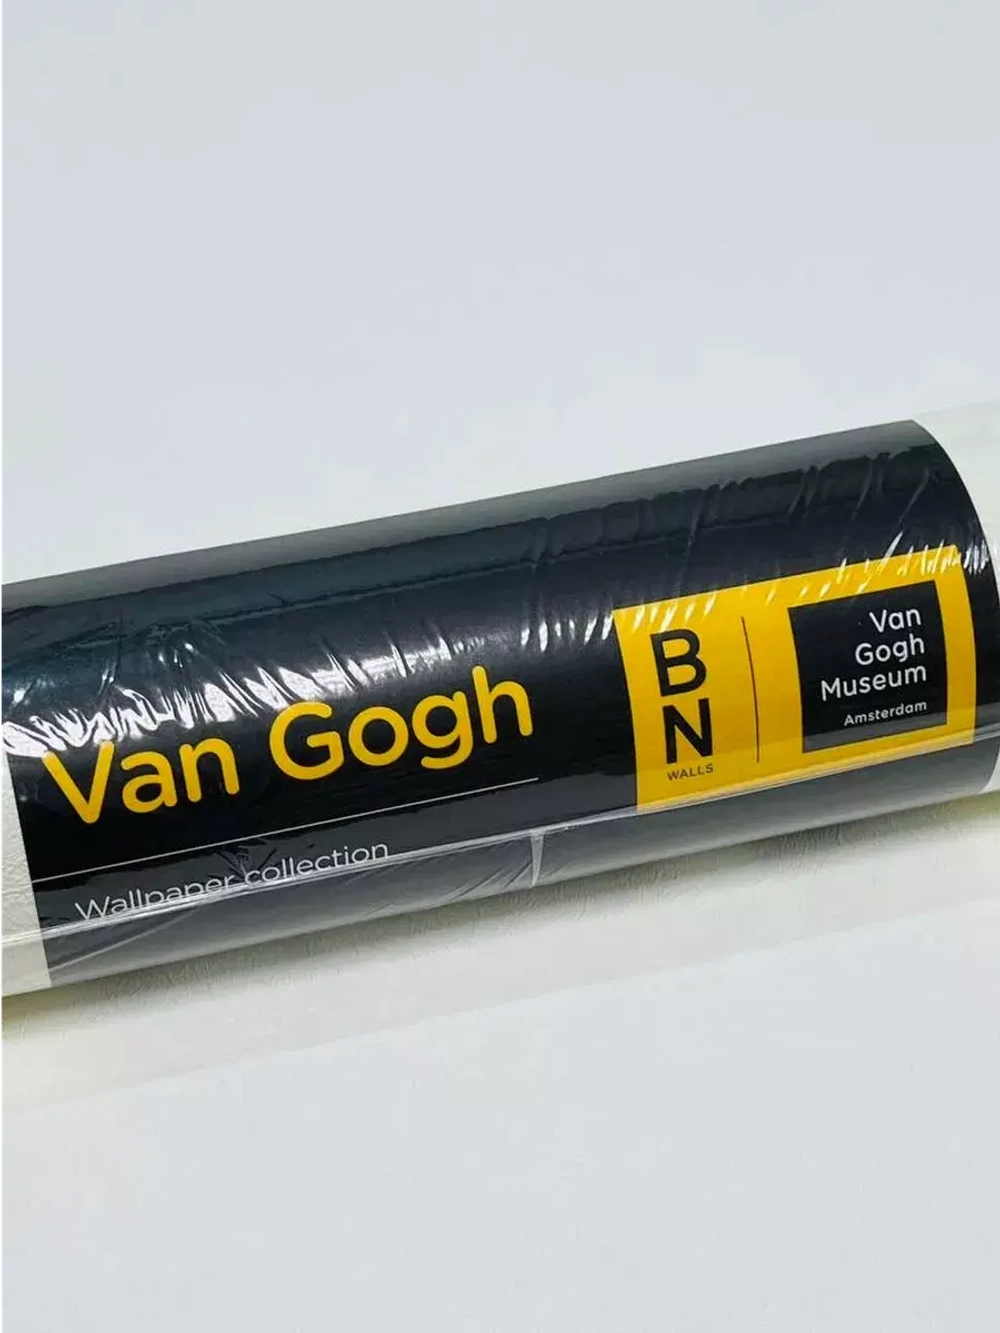 Van Gogh
Wallpaper collection
B
N
WALLS
Van
Gogh
Museum
Amsterdam